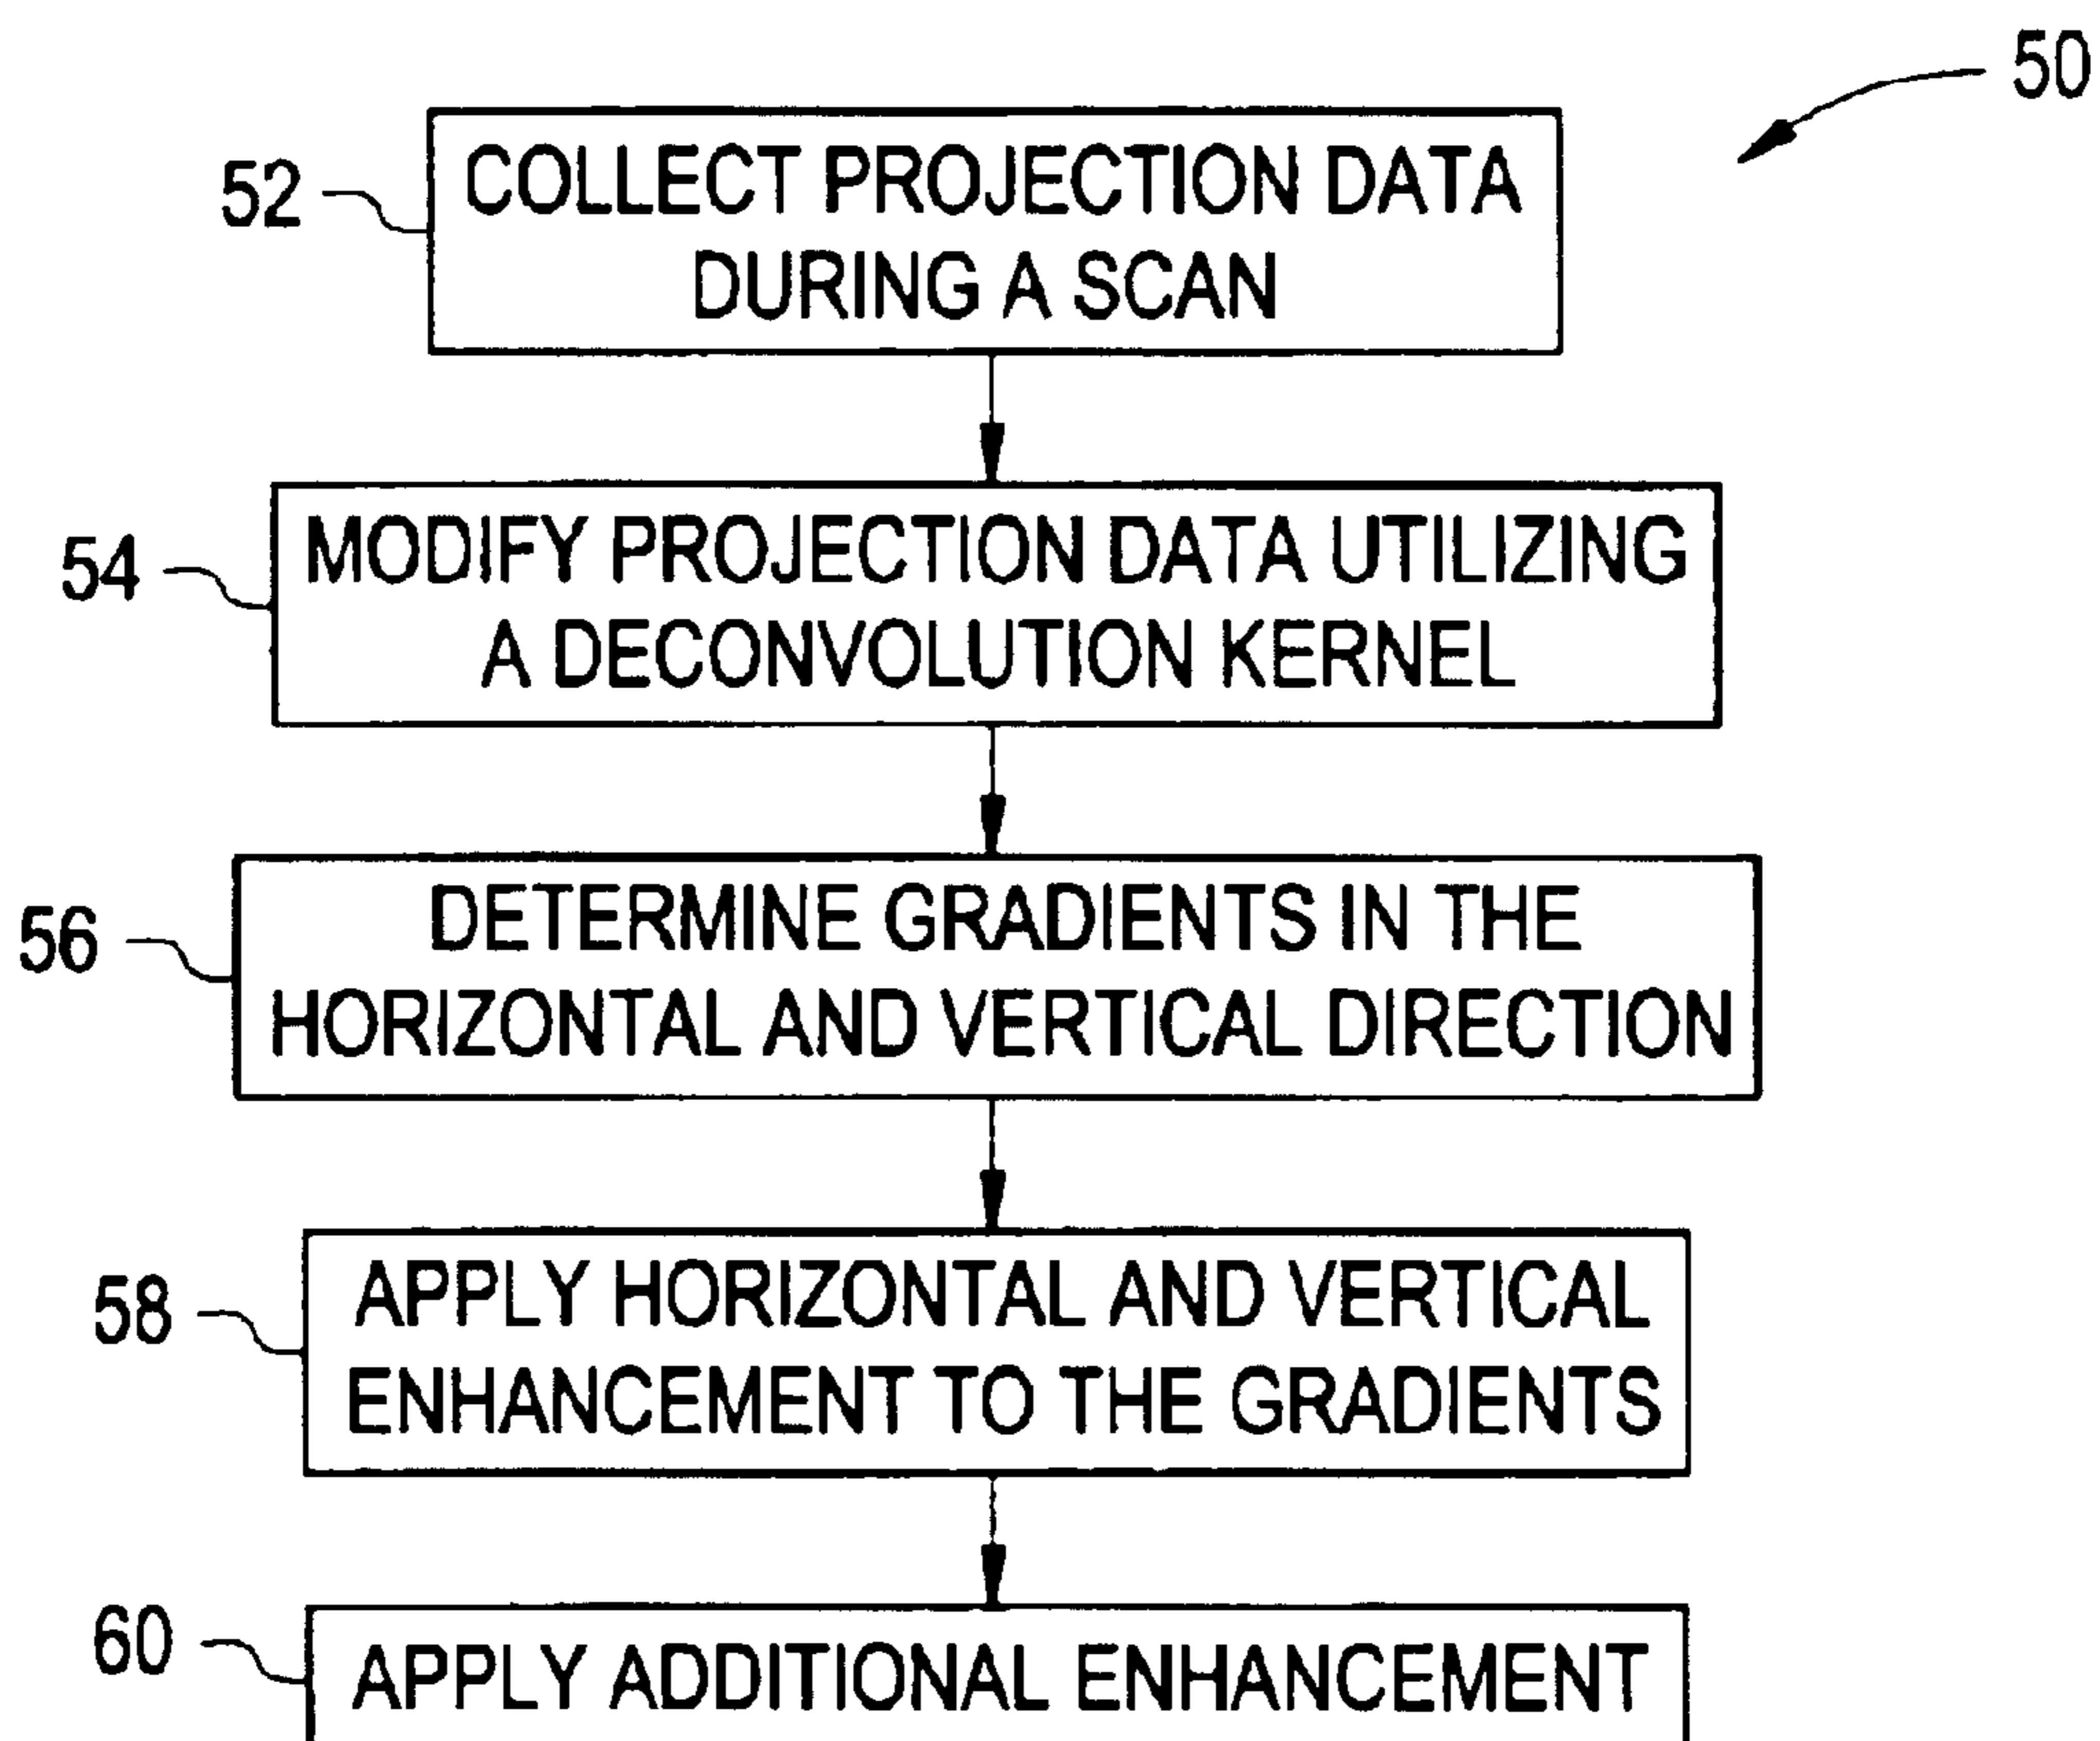 50
52
COLLECT PROJECTION DATA
DURING A SCAN
54
MODIFY PROJECTION DATA UTILIZING
A DECONVOLUTION KERNEL
56
DETERMINE GRADIENTS IN THE
HORIZONTAL AND VERTICAL DIRECTION
58
APPLY HORIZONTAL AND VERTICAL
ENHANCEMENT TO THE GRADIENTS
60
APPLY ADDITIONAL ENHANCEMENT